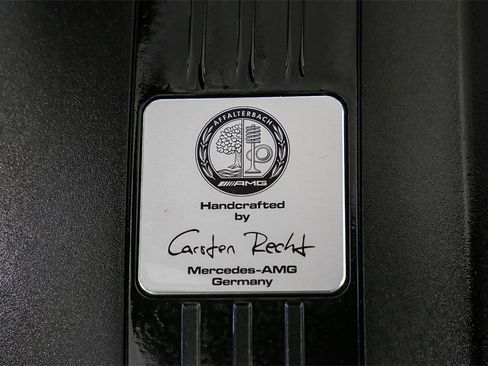 AFFALTERBACH
AMG
Handcrafted
by
Carsten Recht
Mercedes-AMG
Germany